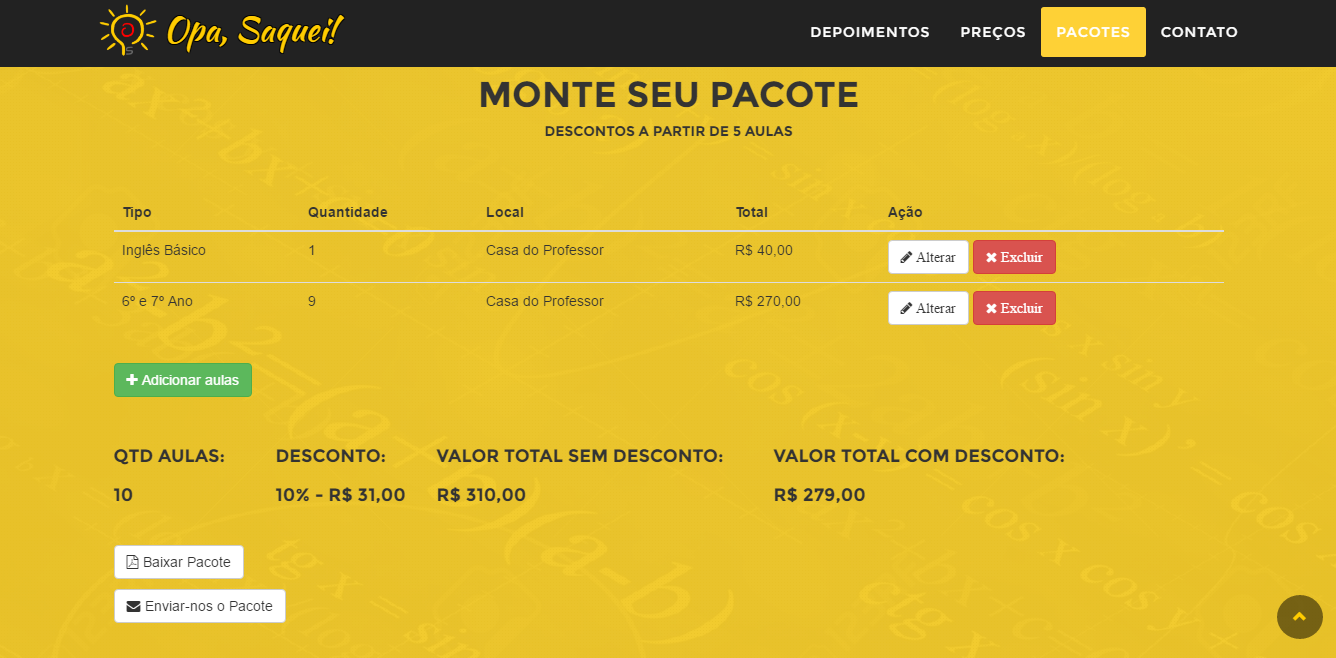 Opa, Saquei!
DEPOIMENTOS PREÇOS PACOTES CONTATO
MONTE SEU PACOTE
DESCONTOS A PARTIR DE 5 AULAS
Tipo Quantidade Local Total Ação
Inglês Básico 1 Casa do Professor R$ 40,00 Alterar Excluir
6º e 7º Ano 9 Casa do Professor R$ 270,00 Alterar Excluir
Adicionar aulas
QTD AULAS: DESCONTO: VALOR TOTAL SEM DESCONTO: VALOR TOTAL COM DESCONTO:
10 10% - R$ 31,00 R$ 310,00 R$ 279,00
Baixar Pacote
Enviar-nos o Pacote